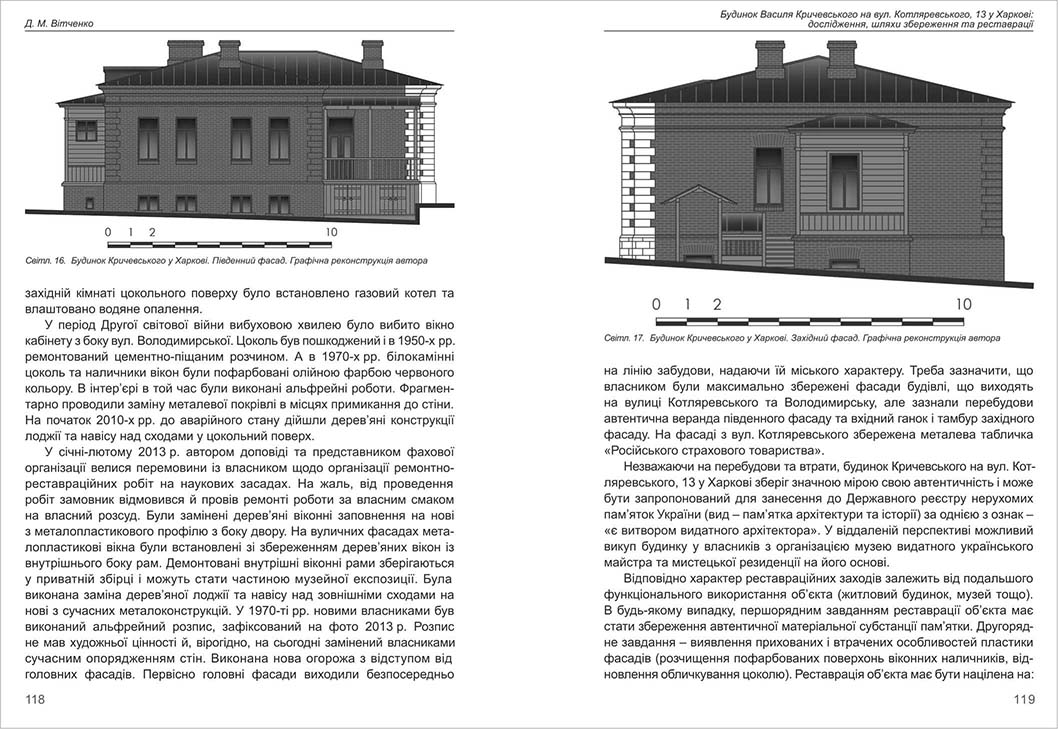 Д. М. Вітченко
0 1 2 10
Світл. 16. Будинок Кричевського у Харкові. Південний фасад. Графічна реконструкція автора
західній кімнаті цокольного поверху було встановлено газовий котел та
влаштовано водяне опалення.
У період Другої світової війни вибуховою хвилею було вибито вікно
кабінету з боку вул. Володимирської. Цоколь був пошкоджений і в 1950-х рр.
ремонтований цементно-піщаним розчином. А в 1970-х рр. білокамінні
цоколь та наличники вікон були пофарбовані олійною фарбою червоного
кольору. В інтер’єрі в той час були виконані альфрейні роботи. Фрагмен-
тарно проводили заміну металевої покрівлі в місцях примикання до стіни.
На початок 2010-х рр. до аварійного стану дійшли дерев’яні конструкції
лоджії та навісу над сходами у цокольний поверх.
У січні-лютому 2013 р. автором доповіді та представником фахової
організації велися перемовини із власником щодо організації ремонтно-
реставраційних робіт на наукових засадах. На жаль, від проведення
робіт замовник відмовився й провів ремонті роботи за власним смаком
на власний розсуд. Були замінені дерев’яні віконні заповнення на нові
з металопластикового профілю з боку двору. На вуличних фасадах мета-
лопластикові вікна були встановлені зі збереженням дерев’яних вікон із
внутрішнього боку рам. Демонтовані внутрішні віконні рами зберігаються
у приватній збірці і можуть стати частиною музейної експозиції. Була
виконана заміна дерев’яної лоджії та навісу над зовнішніми сходами на
нові з сучасних металоконструкцій. У 1970-ті рр. новими власниками був
виконаний альфрейний розпис, зафіксований на фото 2013 р. Розпис
не мав художньої цінності й, вірогідно, на сьогодні замінений власниками
сучасним опорядженням стін. Виконана нова огорожа з відступом від
головних фасадів. Первісно головні фасади виходили безпосередньо
118
Будинок Василя Кричевського на вул. Котляревського, 13 у Харкові:
дослідження, шляхи збереження та реставрації
0 1 2 10
Світл. 17. Будинок Кричевського у Харкові. Західний фасад. Графічна реконструкція автора
на лінію забудови, надаючи їй міського характеру. Треба зазначити, що
власником були максимально збережені фасади будівлі, що виходять
на вулиці Котляревського та Володимирську, але зазнали перебудови
автентична веранда південного фасаду та вхідний ганок і тамбур західного
фасаду. На фасаді з вул. Котляревського збережена металева табличка
«Російського страхового товариства».
Незважаючи на перебудови та втрати, будинок Кричевського на вул. Кот-
ляревського, 13 у Харкові зберіг значною мірою свою автентичність і може
бути запропонований для занесення до Державного реєстру нерухомих
пам’яток України (вид – пам’ятка архітектури та історії) за однією з ознак –
«є витвором видатного архітектора». У віддаленій перспективі можливий
викуп будинку у власників з організацією музею видатного українського
майстра та мистецької резиденції на його основі.
Відповідно характер реставраційних заходів залежить від подальшого
функціонального використання об’єкта (житловий будинок, музей тощо).
В будь-якому випадку, першорядним завданням реставрації об’єкта має
стати збереження автентичної матеріальної субстанції пам’ятки. Другоряд-
не завдання – виявлення прихованих і втрачених особливостей пластики
фасадів (розчищення пофарбованих поверхонь віконних наличників, від-
новлення обличкування цоколю). Реставрація об’єкта має бути націлена на:
119